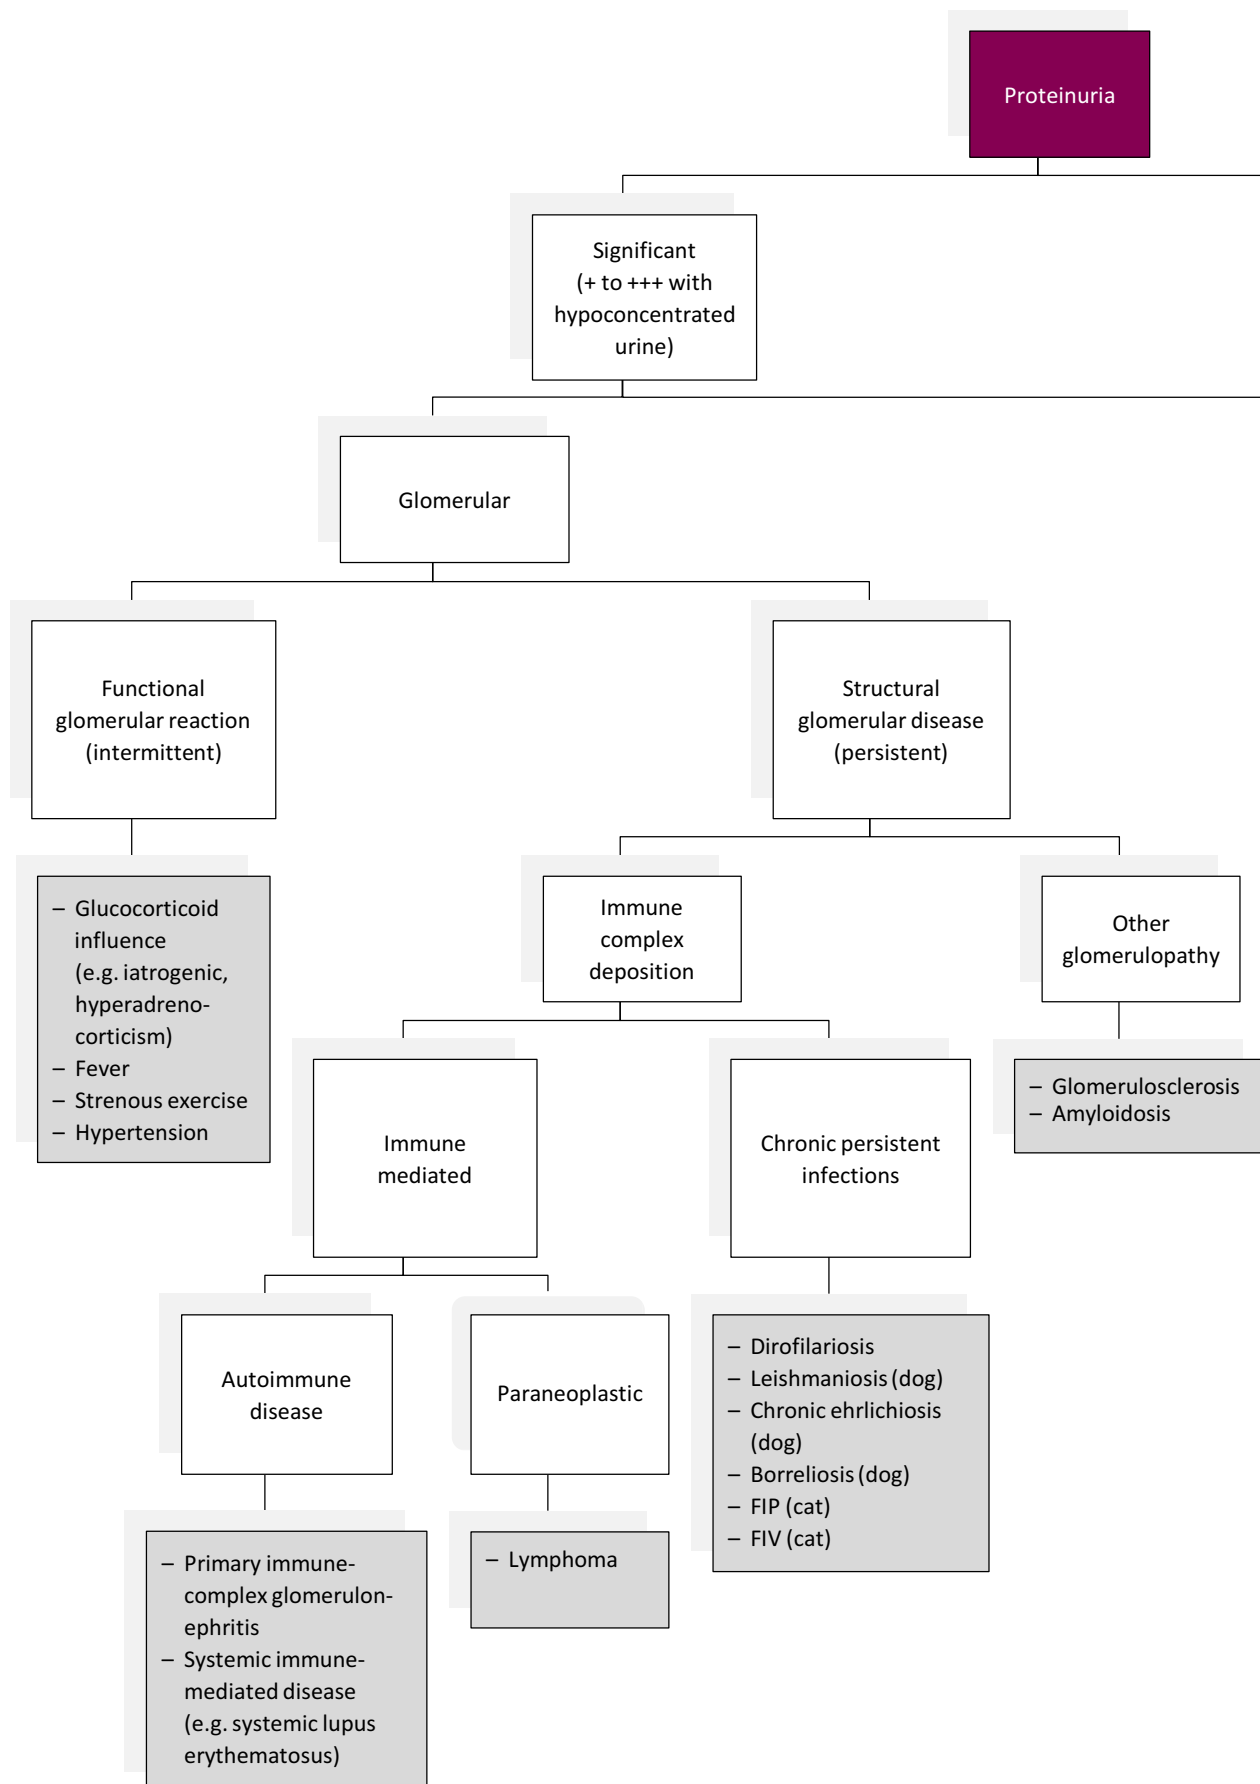 Proteinuria
Significant
(+ to +++ with
hypoconcentrated
urine)
Glomerular
Functional
glomerular reaction
(intermittent)
Structural
glomerular disease
(persistent)
– Glucocorticoid
influence
(e.g. iatrogenic,
hyperadreno-
corticism)
– Fever
– Strenous exercise
– Hypertension
Immune
complex
deposition
Other
glomerulopathy
Immune
mediated
Chronic persistent
infections
– Glomerulosclerosis
– Amyloidosis
Autoimmune
disease
Paraneoplastic
– Dirofilariosis
– Leishmaniosis (dog)
– Chronic ehrlichiosis
(dog)
– Borreliosis (dog)
– FIP (cat)
– FIV (cat)
– Primary immune-
complex glomerulon-
ephritis
– Systemic immune-
mediated disease
(e.g. systemic lupus
erythematosus)
– Lymphoma